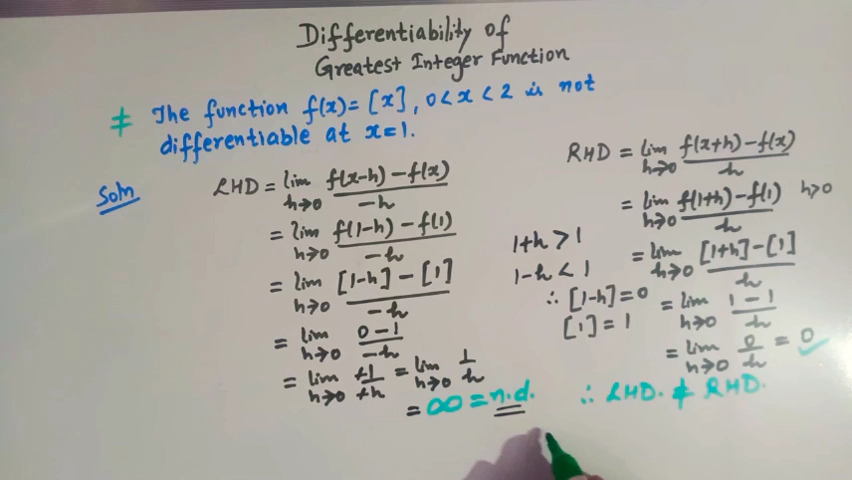 Differentiability of
Greatest Integer Function
# The function f(x) = [x], 0 < x < 2 is not
differentiable at x=1.
Soln
LHD = lim h→0 f(x-h) - f(x) / -h
= lim h→0 f(1-h) - f(1) / -h
= lim h→0 [1-h] - [1] / -h
= lim h→0 0-1 / -h
= lim h→0 +1 / +h = lim h→0 1 / h
= ∞ = n.d.
1+h > 1
1-h < 1
∴ [1-h] = 0
[1] = 1
RHD = lim h→0 f(x+h) - f(x) / h
= lim h→0 f(1+h) - f(1) / h h>0
= lim h→0 [1+h] - [1] / h
= lim h→0 1-1 / h
= lim h→0 0 / h = 0 ✓
∴ LHD. ≠ RHD.